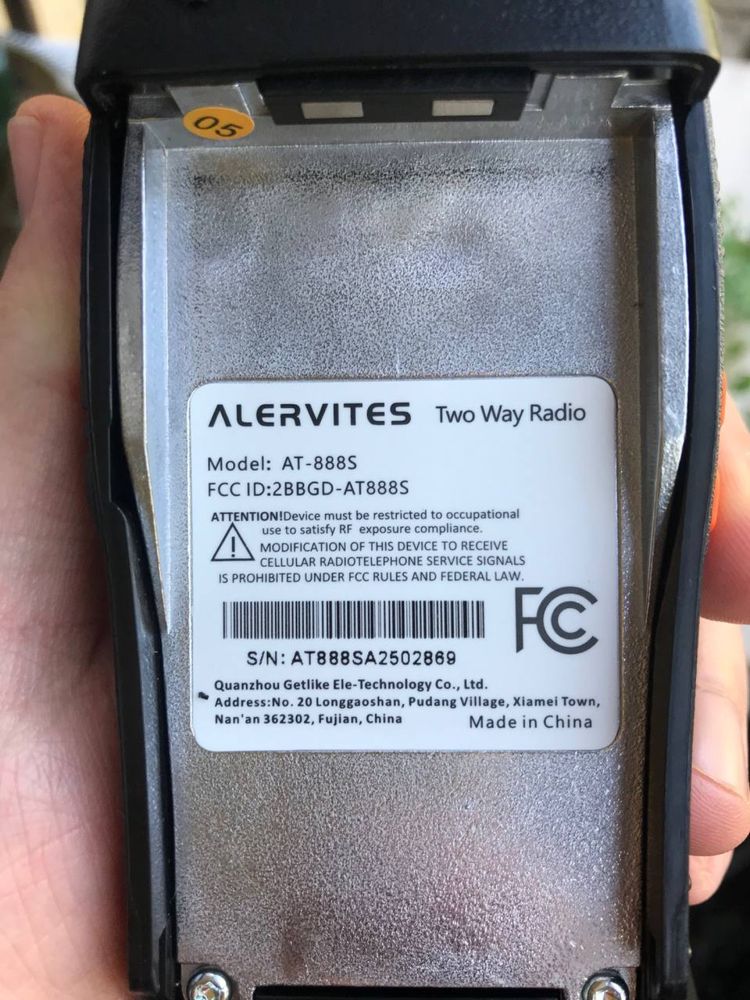 05
ALERVITES Two Way Radio
Model: AT-888S
FCC ID:2BBGD-AT888S
ATTENTION!Device must be restricted to occupational
use to satisfy RF exposure compliance.
MODIFICATION OF THIS DEVICE TO RECEIVE
CELLULAR RADIOTELEPHONE SERVICE SIGNALS
IS PROHIBITED UNDER FCC RULES AND FEDERAL LAW.
FC
S/N: AT888SA2502869
Quanzhou Getlike Ele-Technology Co., Ltd.
Address:No. 20 Longgaoshan, Pudang Village, Xiamei Town,
Nan'an 362302, Fujian, China Made in China